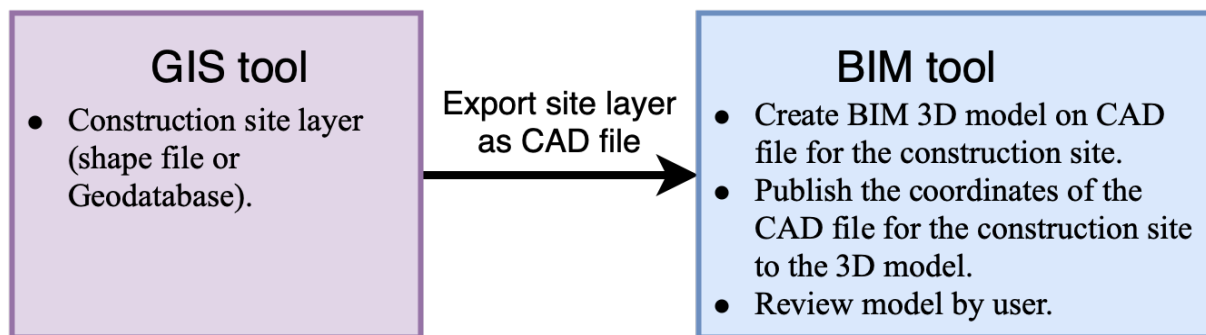 GIS tool
● Construction site layer
(shape file or
Geodatabase).
Export site layer
as CAD file
BIM tool
● Create BIM 3D model on CAD
file for the construction site.
● Publish the coordinates of the
CAD file for the construction site
to the 3D model.
● Review model by user.